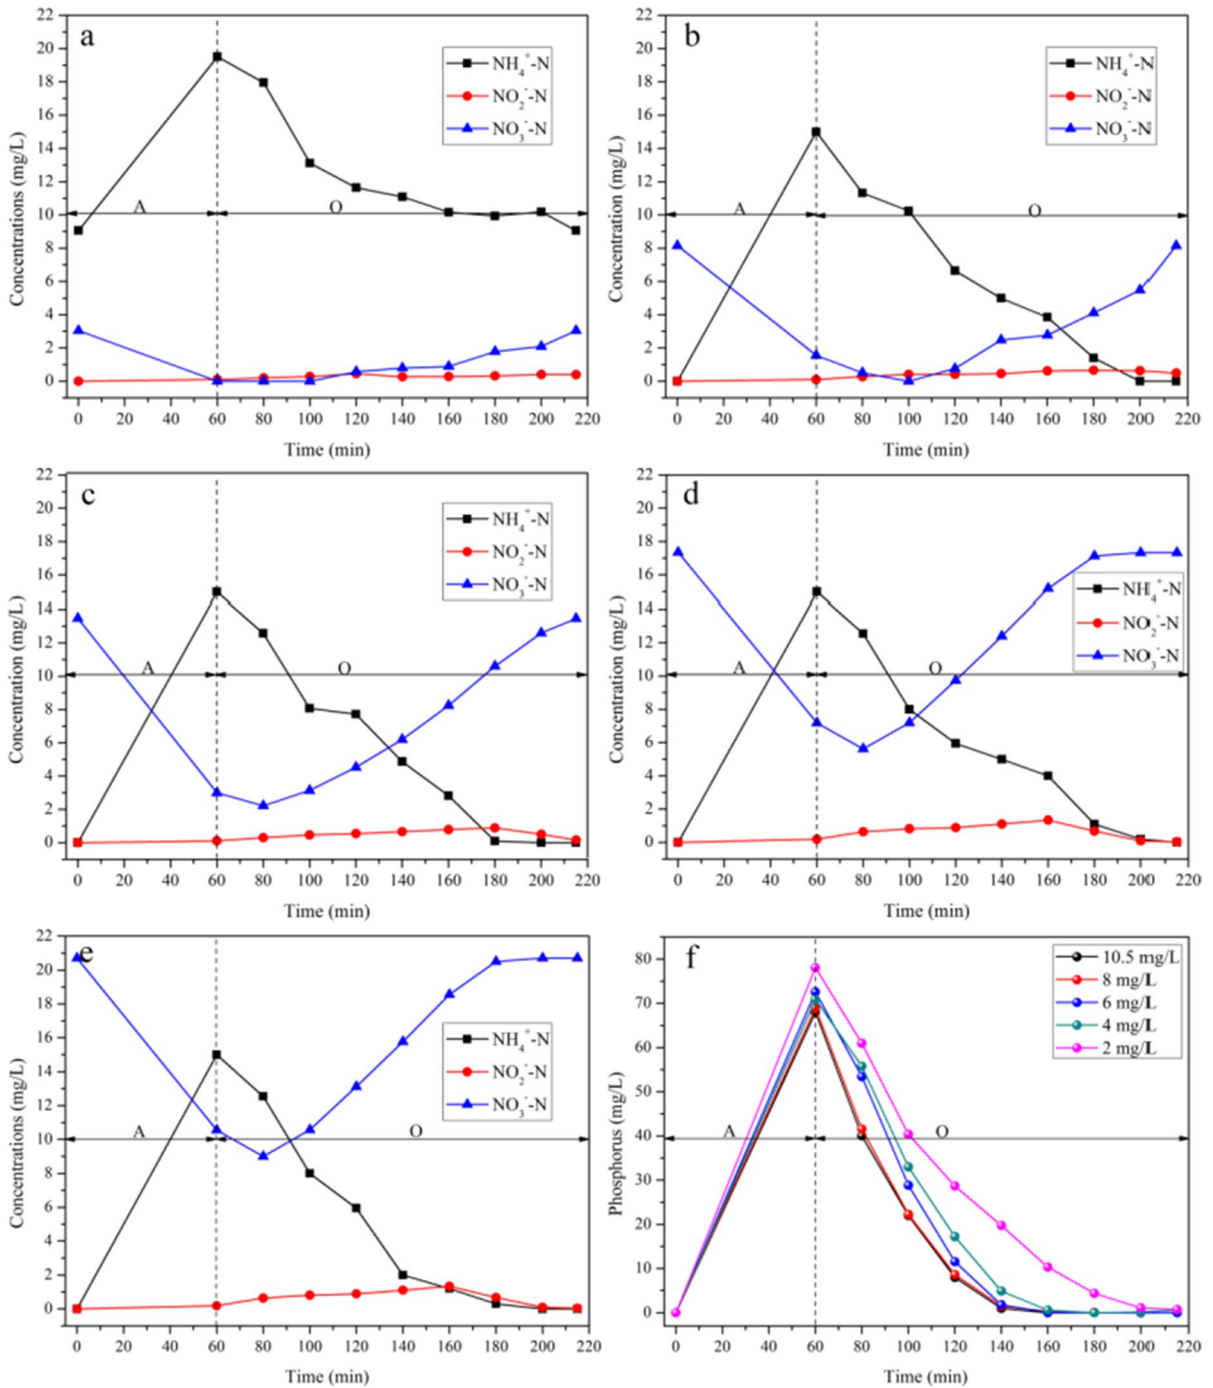 a
NH₄⁺-N
NO₂⁻-N
NO₃⁻-N
A
O
Concentrations (mg/L)
22
20
18
16
14
12
10
8
6
4
2
0
0 20 40 60 80 100 120 140 160 180 200 220
Time (min)
b
NH₄⁺-N
NO₂⁻-N
NO₃⁻-N
A
O
Concentration (mg/L)
22
20
18
16
14
12
10
8
6
4
2
0
0 20 40 60 80 100 120 140 160 180 200 220
Time (min)
c
NH₄⁺-N
NO₂⁻-N
NO₃⁻-N
A
O
Concentration (mg/L)
22
20
18
16
14
12
10
8
6
4
2
0
0 20 40 60 80 100 120 140 160 180 200 220
Time (min)
d
NH₄⁺-N
NO₂⁻-N
NO₃⁻-N
A
O
Concentration (mg/L)
22
20
18
16
14
12
10
8
6
4
2
0
0 20 40 60 80 100 120 140 160 180 200 220
Time (min)
e
NH₄⁺-N
NO₂⁻-N
NO₃⁻-N
A
O
Concentrations (mg/L)
22
20
18
16
14
12
10
8
6
4
2
0
0 20 40 60 80 100 120 140 160 180 200 220
Time (min)
f
10.5 mg/L
8 mg/L
6 mg/L
4 mg/L
2 mg/L
A
O
Phosphorus (mg/L)
80
70
60
50
40
30
20
10
0
0 20 40 60 80 100 120 140 160 180 200 220
Time (min)